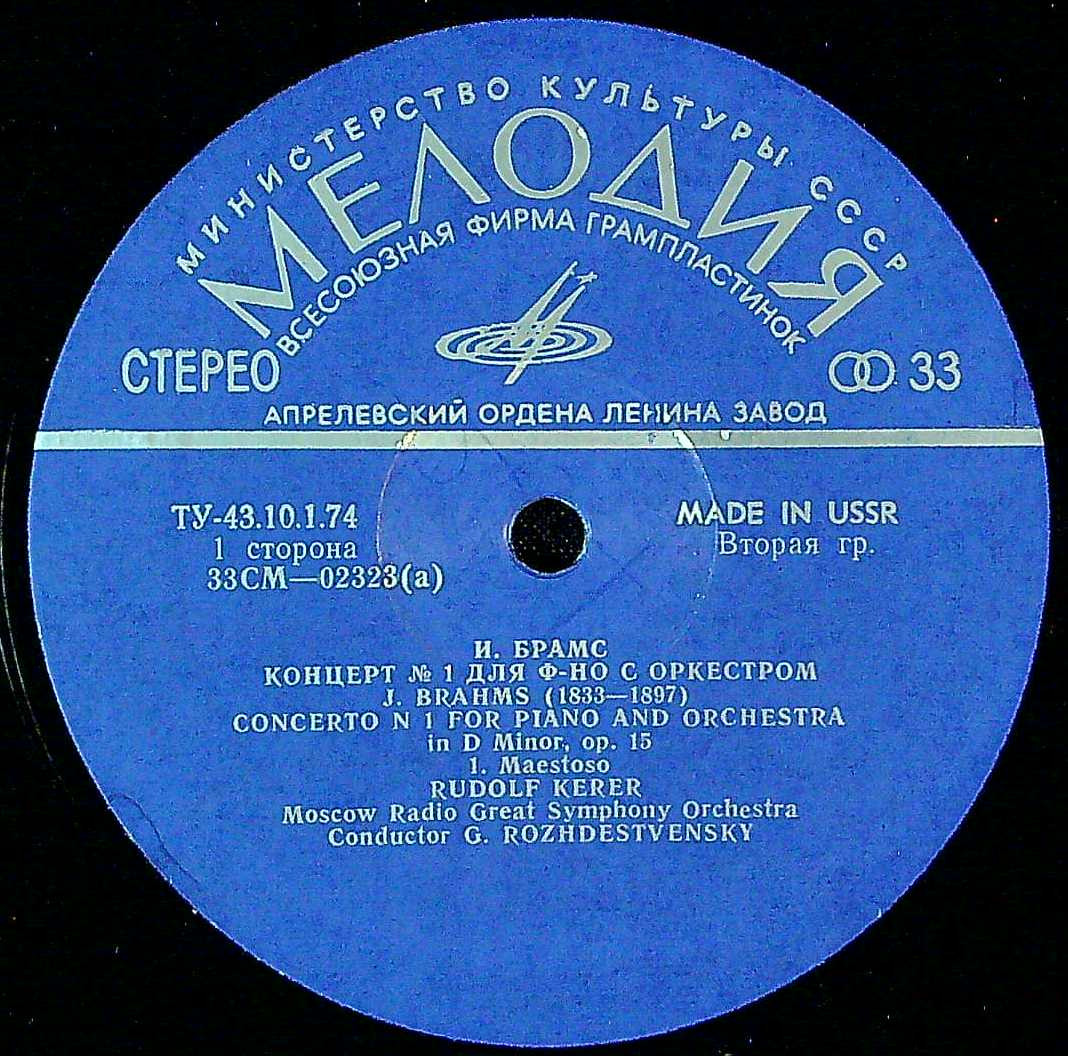 МИНИСТЕРСТВО КУЛЬТУРЫ СССР
МЕЛОДИЯ
ВСЕСОЮЗНАЯ ФИРМА ГРАМПЛАСТИНОК
СТЕРЕО
33
АПРЕЛЕВСКИЙ ОРДЕНА ЛЕНИНА ЗАВОД
ТУ-43.10.1.74
1 сторона
33СМ—02323(а)
MADE IN USSR
Вторая гр.
И. БРАМС
КОНЦЕРТ № 1 ДЛЯ Ф-НО С ОРКЕСТРОМ
J. BRAHMS (1833—1897)
CONCERTO N 1 FOR PIANO AND ORCHESTRA
in D Minor, op. 15
1. Maestoso
RUDOLF KERER
Moscow Radio Great Symphony Orchestra
Conductor G. ROZHDESTVENSKY